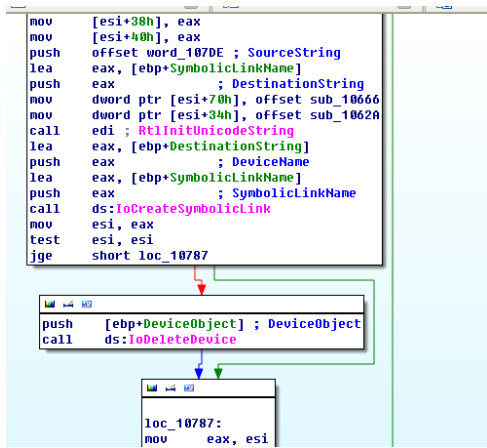 mov [esi+38h], eax
mov [esi+40h], eax
push offset word_107DE ; SourceString
lea eax, [ebp+SymbolicLinkName]
push eax ; DestinationString
mov dword ptr [esi+70h], offset sub_10666
mov dword ptr [esi+34h], offset sub_1062A
call edi ; RtlInitUnicodeString
lea eax, [ebp+DestinationString]
push eax ; DeviceName
lea eax, [ebp+SymbolicLinkName]
push eax ; SymbolicLinkName
call ds:IoCreateSymbolicLink
mov esi, eax
test esi, esi
jge short loc_10787
push [ebp+DeviceObject] ; DeviceObject
call ds:IoDeleteDevice
loc_10787:
mov eax, esi